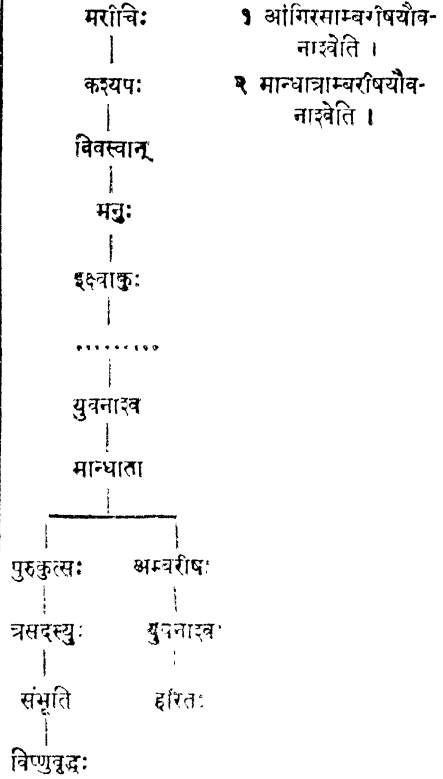 मरीचिः
कश्यपः
विवस्वान्
मनुः
इक्ष्वाकुः
..........
युवनाश्व
मान्धाता
पुरुकुत्सः अम्बरीषः
त्रसदस्युः युवनाश्वः
संभूति हरितः
विष्णुवृद्धः
१ आंगिरसाम्बरीषयौव-
नाश्वेति ।
२ मान्धात्राम्बरीषयौव-
नाश्वेति ।